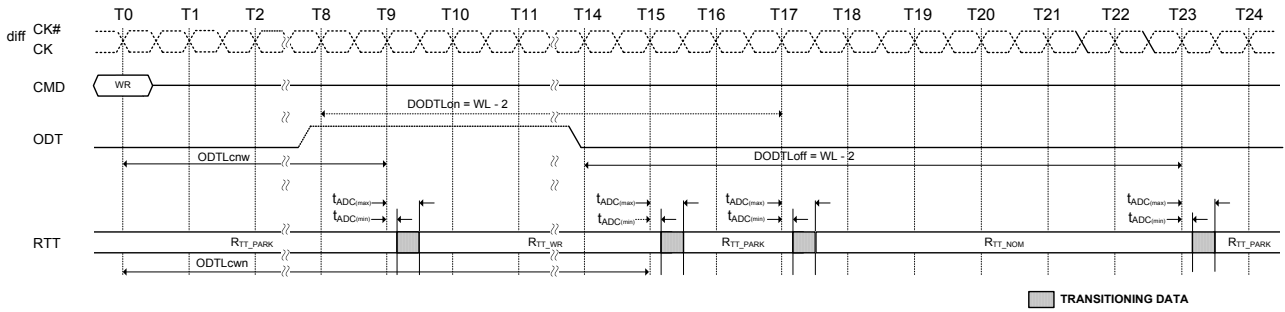 T0 T1 T2 T8 T9 T10 T11 T14 T15 T16 T17 T18 T19 T20 T21 T22 T23 T24
diff CK#
CK
CMD WR
DODTLon = WL - 2
ODT
ODTLcnw DODTLoff = WL - 2
tADC(max) tADC(max) tADC(max) tADC(max)
tADC(min) tADC(min) tADC(min) tADC(min)
RTT RTT_PARK RTT_WR RTT_PARK RTT_NOM RTT_PARK
ODTLcwn
TRANSITIONING DATA